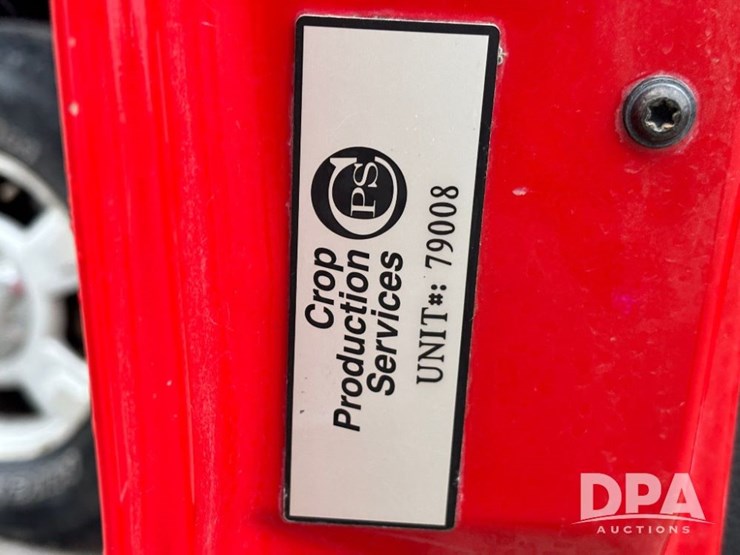 CPS
Crop
Production
Services
UNIT#: 79008
DPA
AUCTIONS